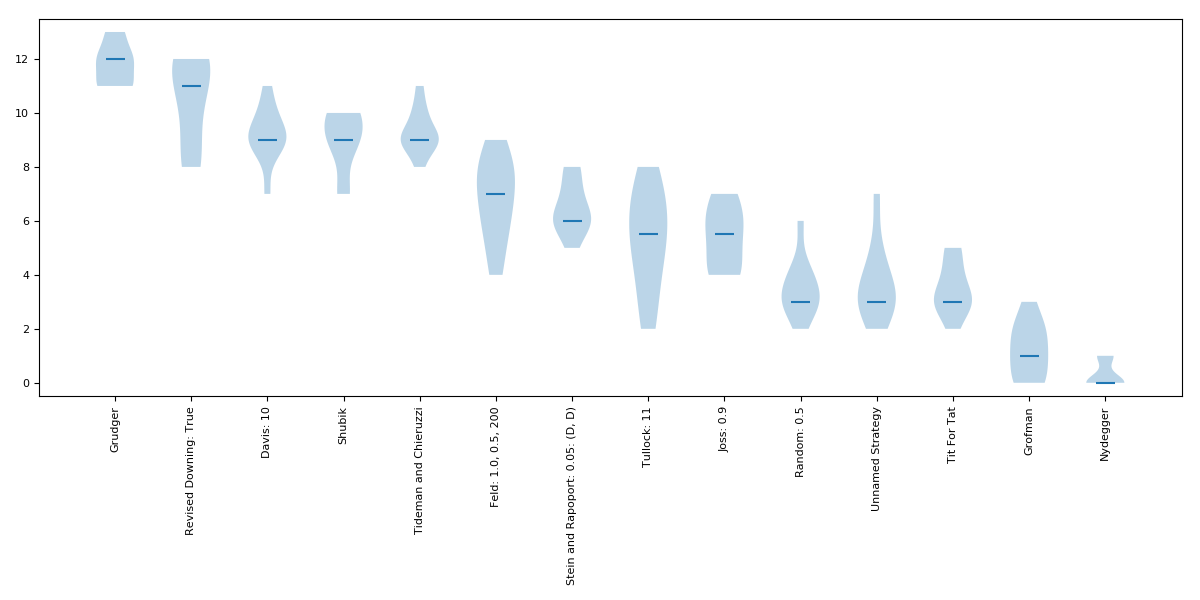 12
10
8
6
4
2
0
Grudger
Revised Downing: True
Davis: 10
Shubik
Tideman and Chieruzzi
Feld: 1.0, 0.5, 200
Stein and Rapoport: 0.05: (D, D)
Tullock: 11
Joss: 0.9
Random: 0.5
Unnamed Strategy
Tit For Tat
Grofman
Nydegger